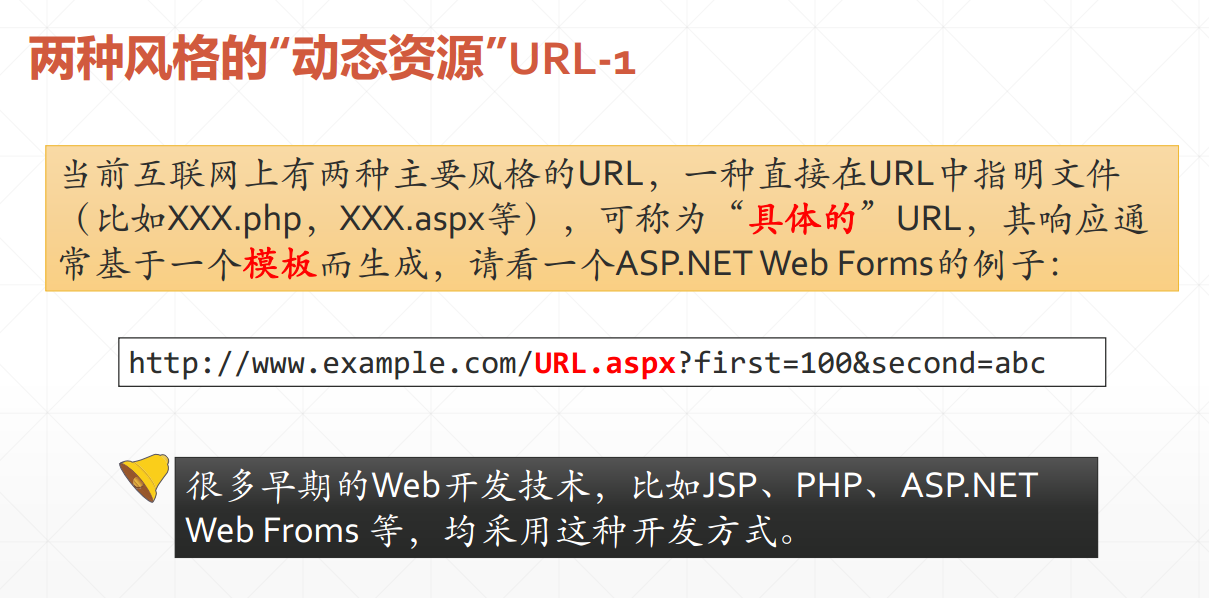 两种风格的“动态资源”URL-1
当前互联网上有两种主要风格的URL，一种直接在URL中指明文件
（比如XXX.php，XXX.aspx等），可称为“具体的”URL，其响应通
常基于一个模板而生成，请看一个ASP.NET Web Forms的例子：
http://www.example.com/URL.aspx?first=100&second=abc
很多早期的Web开发技术，比如JSP、PHP、ASP.NET
Web Froms 等，均采用这种开发方式。